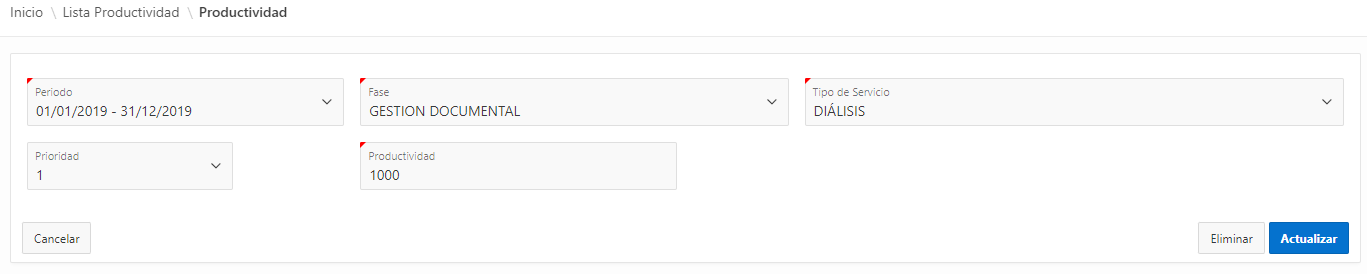 Inicio \ Lista Productividad \ Productividad
Periodo
01/01/2019 - 31/12/2019
Fase
GESTION DOCUMENTAL
Tipo de Servicio
DIÁLISIS
Prioridad
1
Productividad
1000
Cancelar
Eliminar
Actualizar